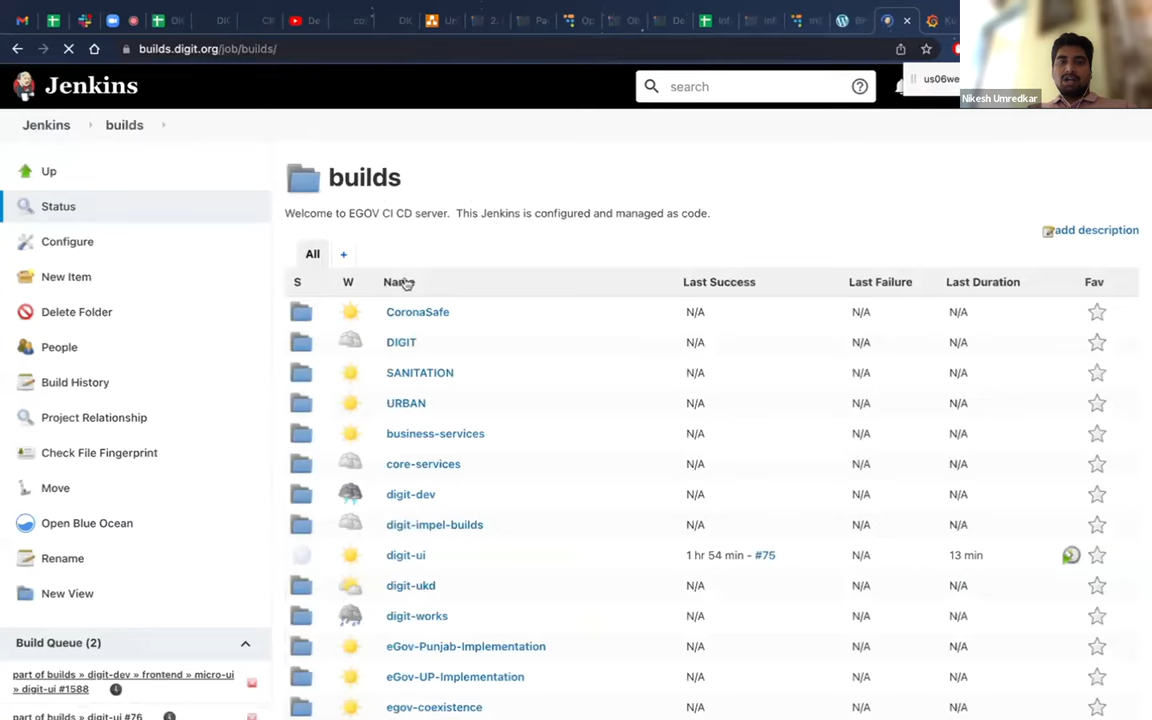 builds.digit.org/job/builds/
us06we
Nikesh Umredkar
Jenkins
search
Jenkins
builds
Up
Status
Configure
New Item
Delete Folder
People
Build History
Project Relationship
Check File Fingerprint
Move
Open Blue Ocean
Rename
New View
Build Queue (2)
part of builds » digit-dev » frontend » micro-ui
» digit-ui #1588
part of builds » digit-ui #76
builds
Welcome to EGOV CI CD server. This Jenkins is configured and managed as code.
add description
All +
S W Name Last Success Last Failure Last Duration Fav
CoronaSafe N/A N/A N/A
DIGIT N/A N/A N/A
SANITATION N/A N/A N/A
URBAN N/A N/A N/A
business-services N/A N/A N/A
core-services N/A N/A N/A
digit-dev N/A N/A N/A
digit-impel-builds N/A N/A N/A
digit-ui 1 hr 54 min - #75 N/A 13 min
digit-ukd N/A N/A N/A
digit-works N/A N/A N/A
eGov-Punjab-Implementation N/A N/A N/A
eGov-UP-Implementation N/A N/A N/A
egov-coexistence N/A N/A N/A